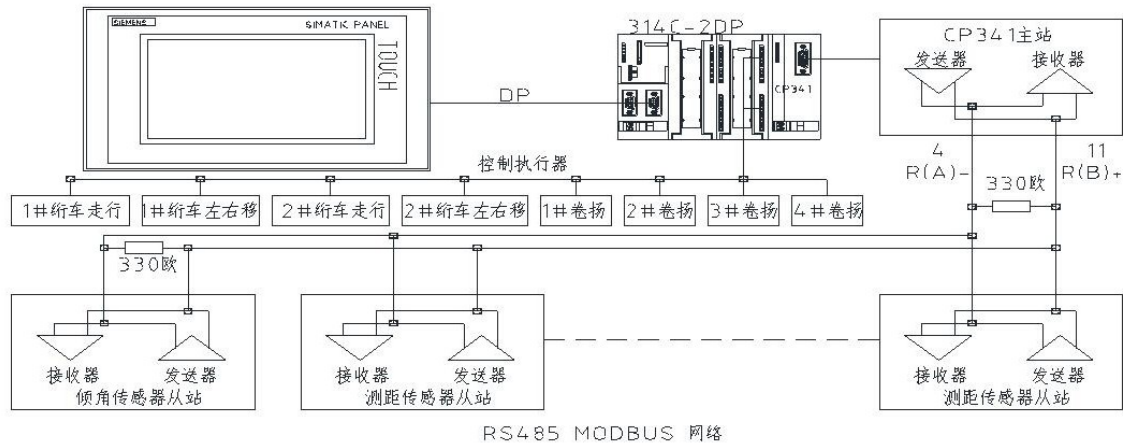 SIEMENS
SIMATIC PANEL
TOUCH
314C-2DP
CP341
CP341主站
发送器 接收器
DP
控制执行器
4 11
R(A)- R(B)+
330欧
1#绗车走行 1#绗车左右移 2#绗车走行 2#绗车左右移 1#卷扬 2#卷扬 3#卷扬 4#卷扬
330欧
接收器 发送器 接收器 发送器 接收器 发送器
倾角传感器从站 测距传感器从站 测距传感器从站
RS485 MODBUS 网络